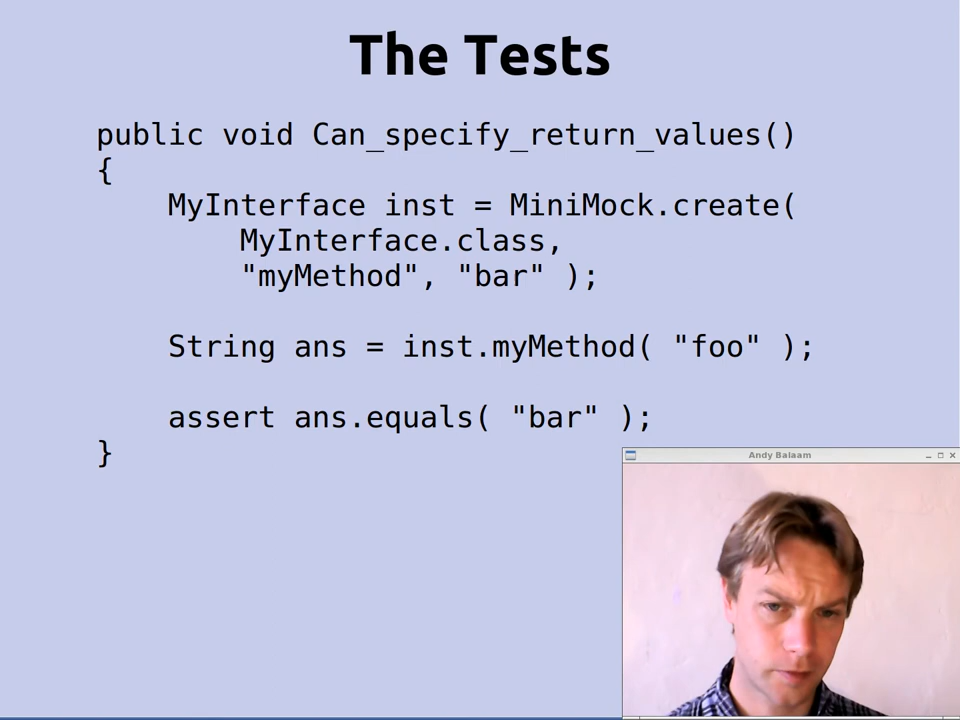 The Tests
public void Can_specify_return_values()
{
    MyInterface inst = MiniMock.create(
        MyInterface.class,
        "myMethod", "bar" );

    String ans = inst.myMethod( "foo" );

    assert ans.equals( "bar" );
}
Andy Balaam